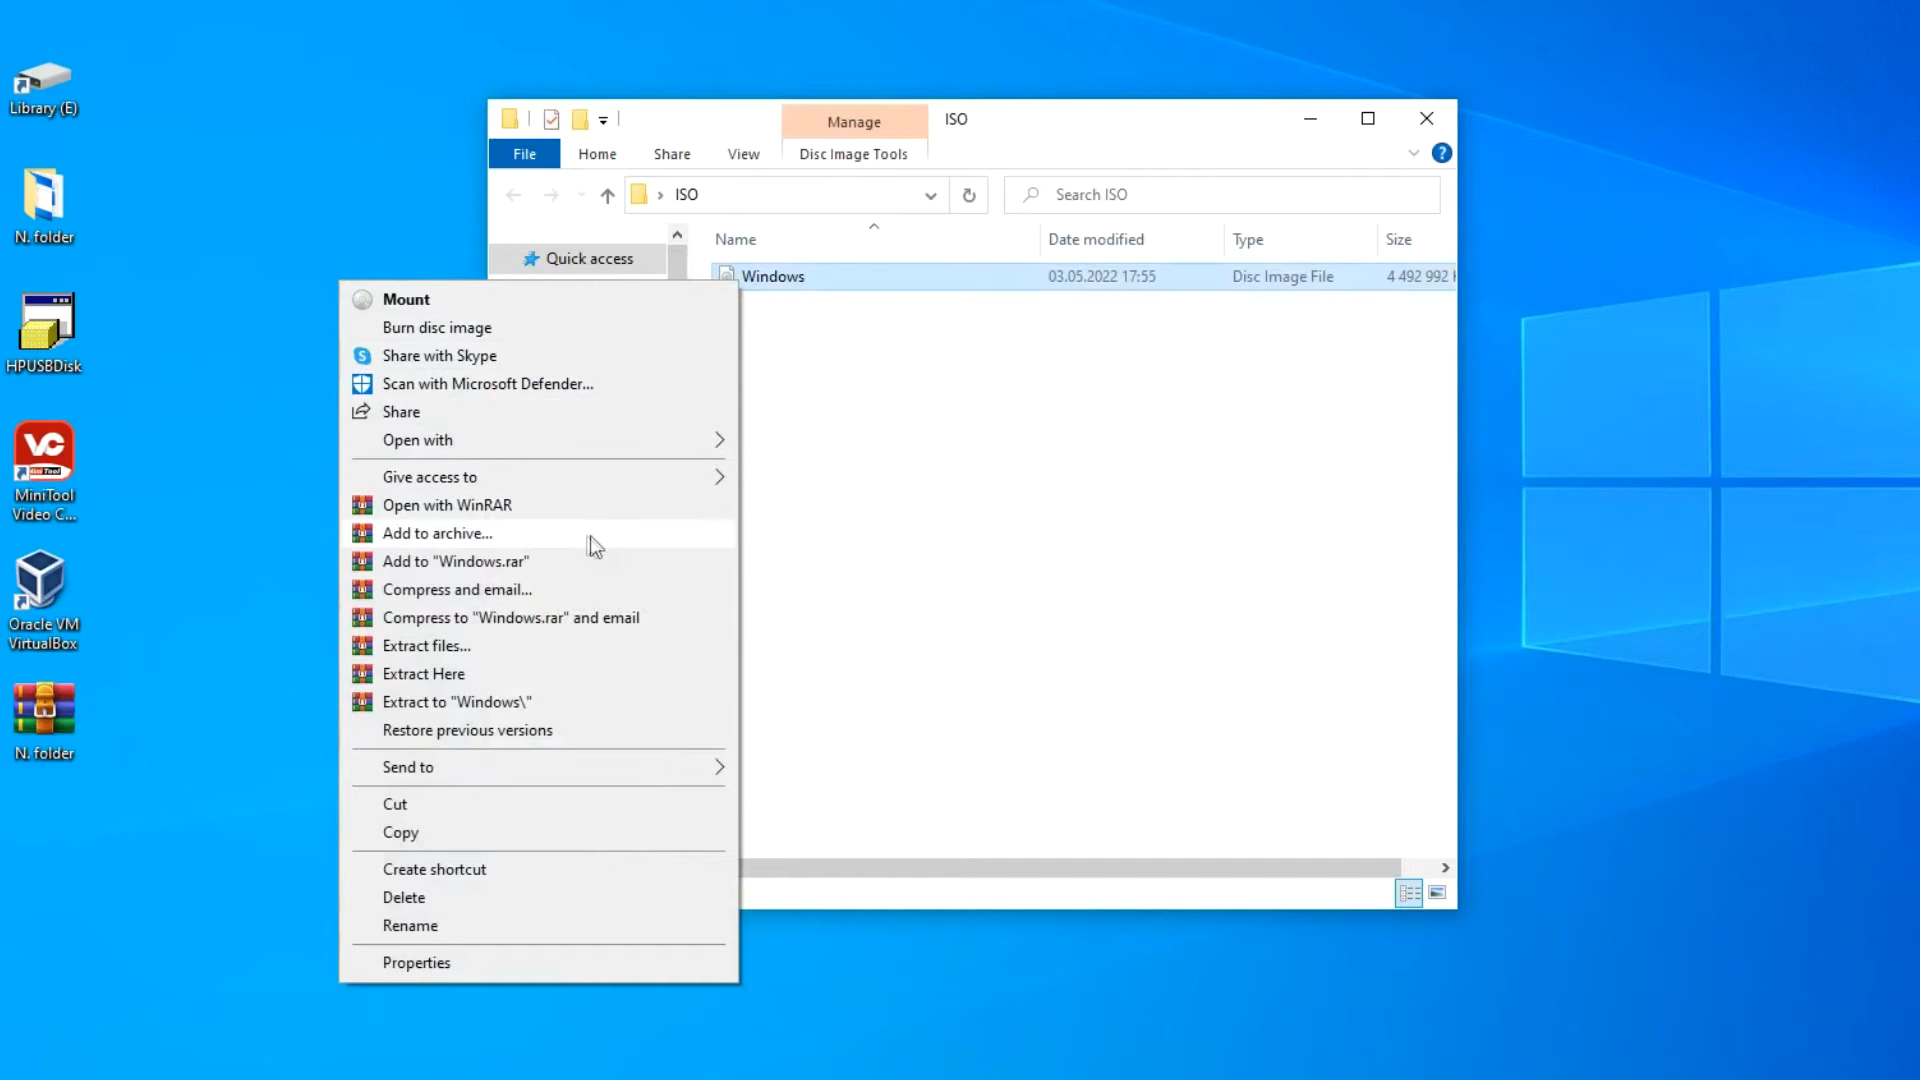 Library (E)
N. folder
HPUSBDisk
VC
MiniTool
MiniTool
Video C...
Oracle VM
VirtualBox
N. folder
Manage
ISO
File
Home
Share
View
Disc Image Tools
?
ISO
Search ISO
Quick access
Name
Date modified
Type
Size
Windows
03.05.2022 17:55
Disc Image File
4 492 992
Mount
Burn disc image
S
Share with Skype
Scan with Microsoft Defender...
Share
Open with
Give access to
Open with WinRAR
Add to archive...
Add to "Windows.rar"
Compress and email...
Compress to "Windows.rar" and email
Extract files...
Extract Here
Extract to "Windows\"
Restore previous versions
Send to
Cut
Copy
Create shortcut
Delete
Rename
Properties